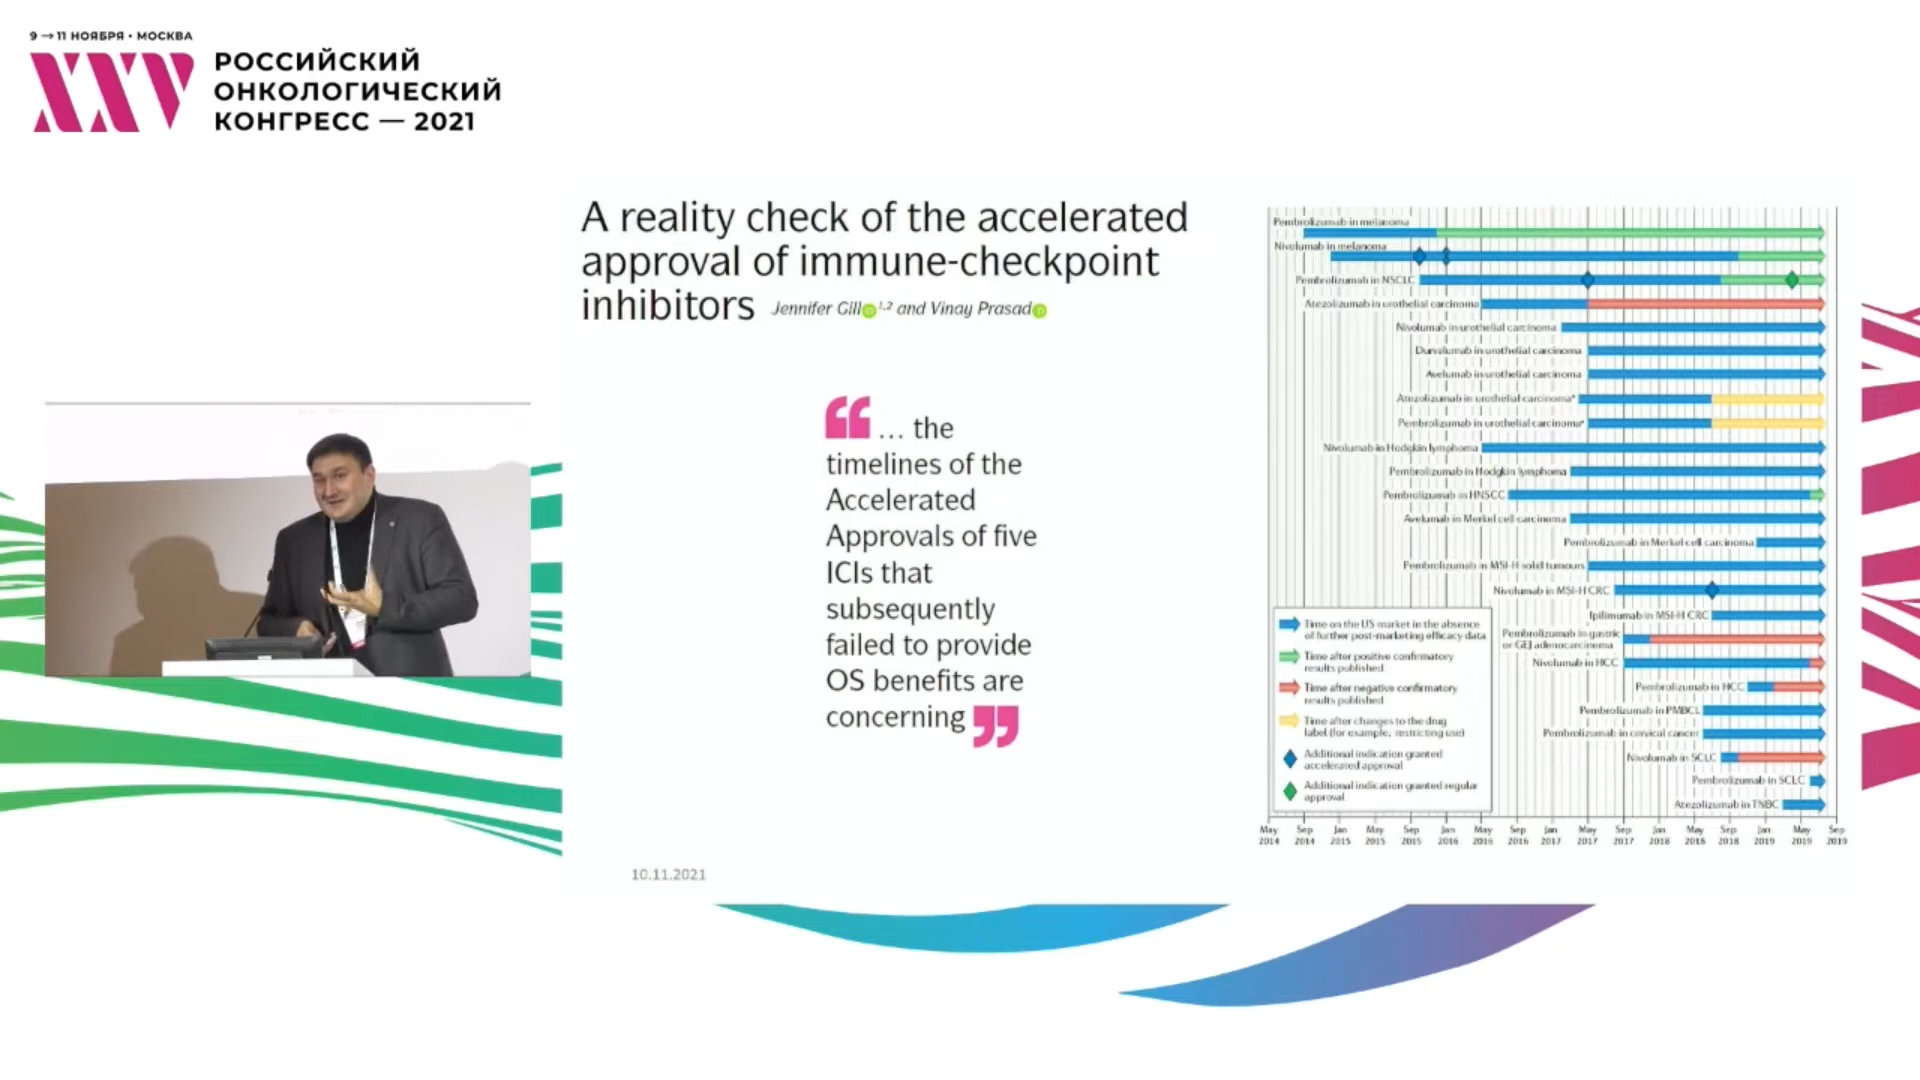 9 → 11 НОЯБРЯ • МОСКВА
XXV
РОССИЙСКИЙ
ОНКОЛОГИЧЕСКИЙ
КОНГРЕСС — 2021
A reality check of the accelerated
approval of immune-checkpoint
inhibitors Jennifer Gill 1,2 and Vinay Prasad
“ … the
timelines of the
Accelerated
Approvals of five
ICIs that
subsequently
failed to provide
OS benefits are
concerning ”
10.11.2021
Pembrolizumab in melanoma
Nivolumab in melanoma
Pembrolizumab in NSCLC
Atezolizumab in urothelial carcinoma
Nivolumab in urothelial carcinoma
Durvalumab in urothelial carcinoma
Avelumab in urothelial carcinoma
Atezolizumab in urothelial carcinoma*
Pembrolizumab in urothelial carcinoma*
Nivolumab in Hodgkin lymphoma
Pembrolizumab in Hodgkin lymphoma
Pembrolizumab in HNSCC
Avelumab in Merkel cell carcinoma
Pembrolizumab in Merkel cell carcinoma
Pembrolizumab in MSI-H solid tumours
Nivolumab in MSI-H CRC
Ipilimumab in MSI-H CRC
Pembrolizumab in gastric
or GEJ adenocarcinoma
Nivolumab in HCC
Pembrolizumab in HCC
Pembrolizumab in PMBCL
Pembrolizumab in cervical cancer
Nivolumab in SCLC
Pembrolizumab in SCLC
Atezolizumab in TNBC
Time on the US market in the absence
of further post-marketing efficacy data
Time after positive confirmatory
results published
Time after negative confirmatory
results published
Time after changes to the drug
label (for example, restricting use)
Additional indication granted
accelerated approval
Additional indication granted regular
approval
May Sep Jan May Sep Jan May Sep Jan May Sep Jan May Sep Jan May Sep
2014 2014 2015 2015 2015 2016 2016 2016 2017 2017 2017 2018 2018 2018 2019 2019 2019